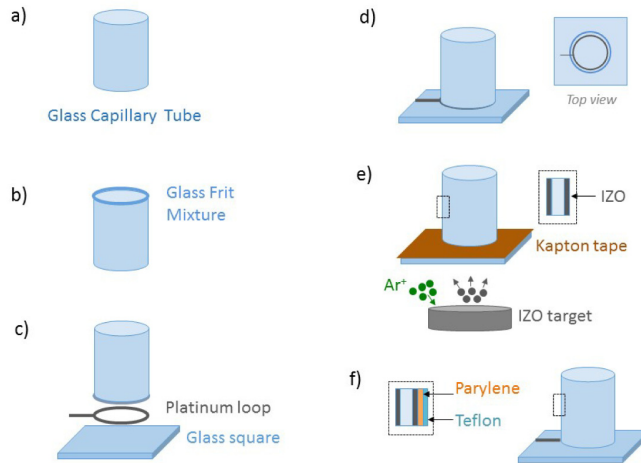 a)
Glass Capillary Tube
b)
Glass Frit
Mixture
c)
Platinum loop
Glass square
d)
Top view
e)
IZO
Kapton tape
Ar⁺
IZO target
f)
Parylene
Teflon